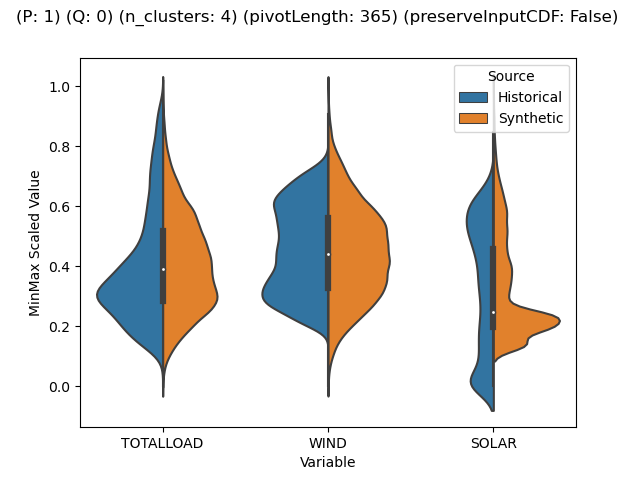 (P: 1) (Q: 0) (n_clusters: 4) (pivotLength: 365) (preserveInputCDF: False)
Source
Historical
Synthetic
MinMax Scaled Value
1.0
0.8
0.6
0.4
0.2
0.0
TOTALLOAD
WIND
SOLAR
Variable